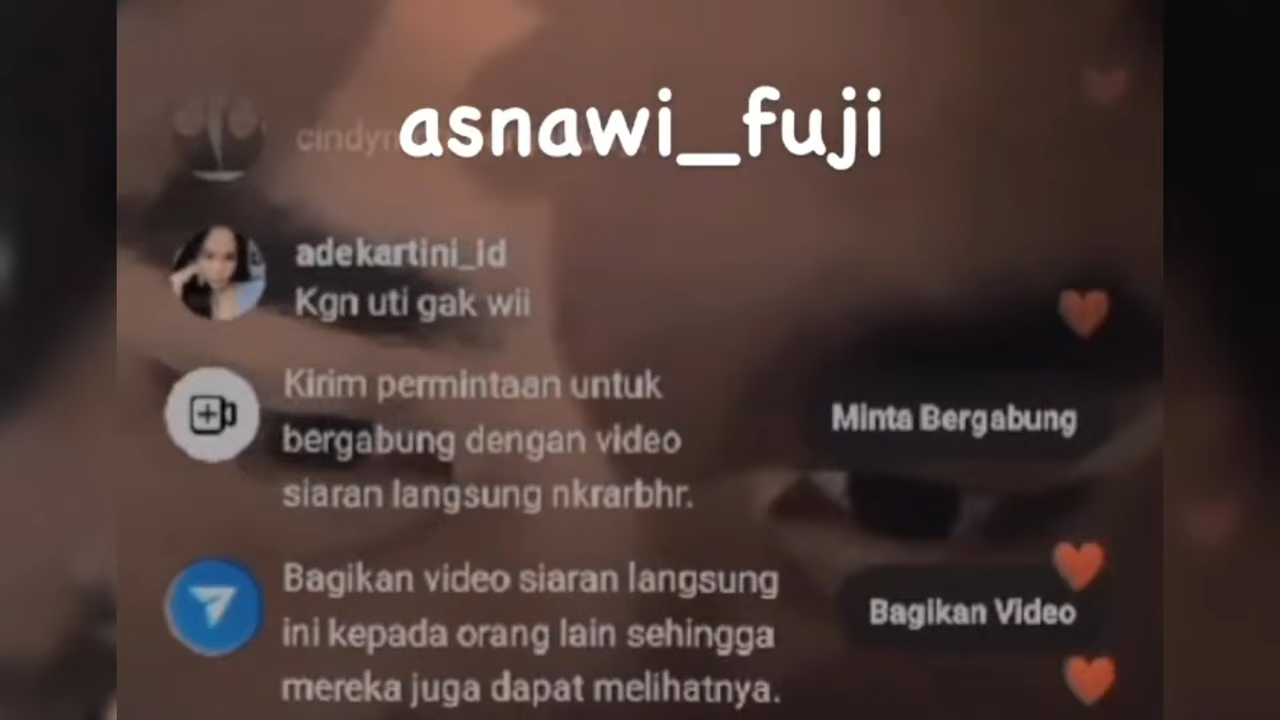 asnawi_fuji
adekartini_id
Kgn uti gak wii
Kirim permintaan untuk
bergabung dengan video
siaran langsung nkrarbhr.
Minta Bergabung
Bagikan video siaran langsung
ini kepada orang lain sehingga
mereka juga dapat melihatnya.
Bagikan Video